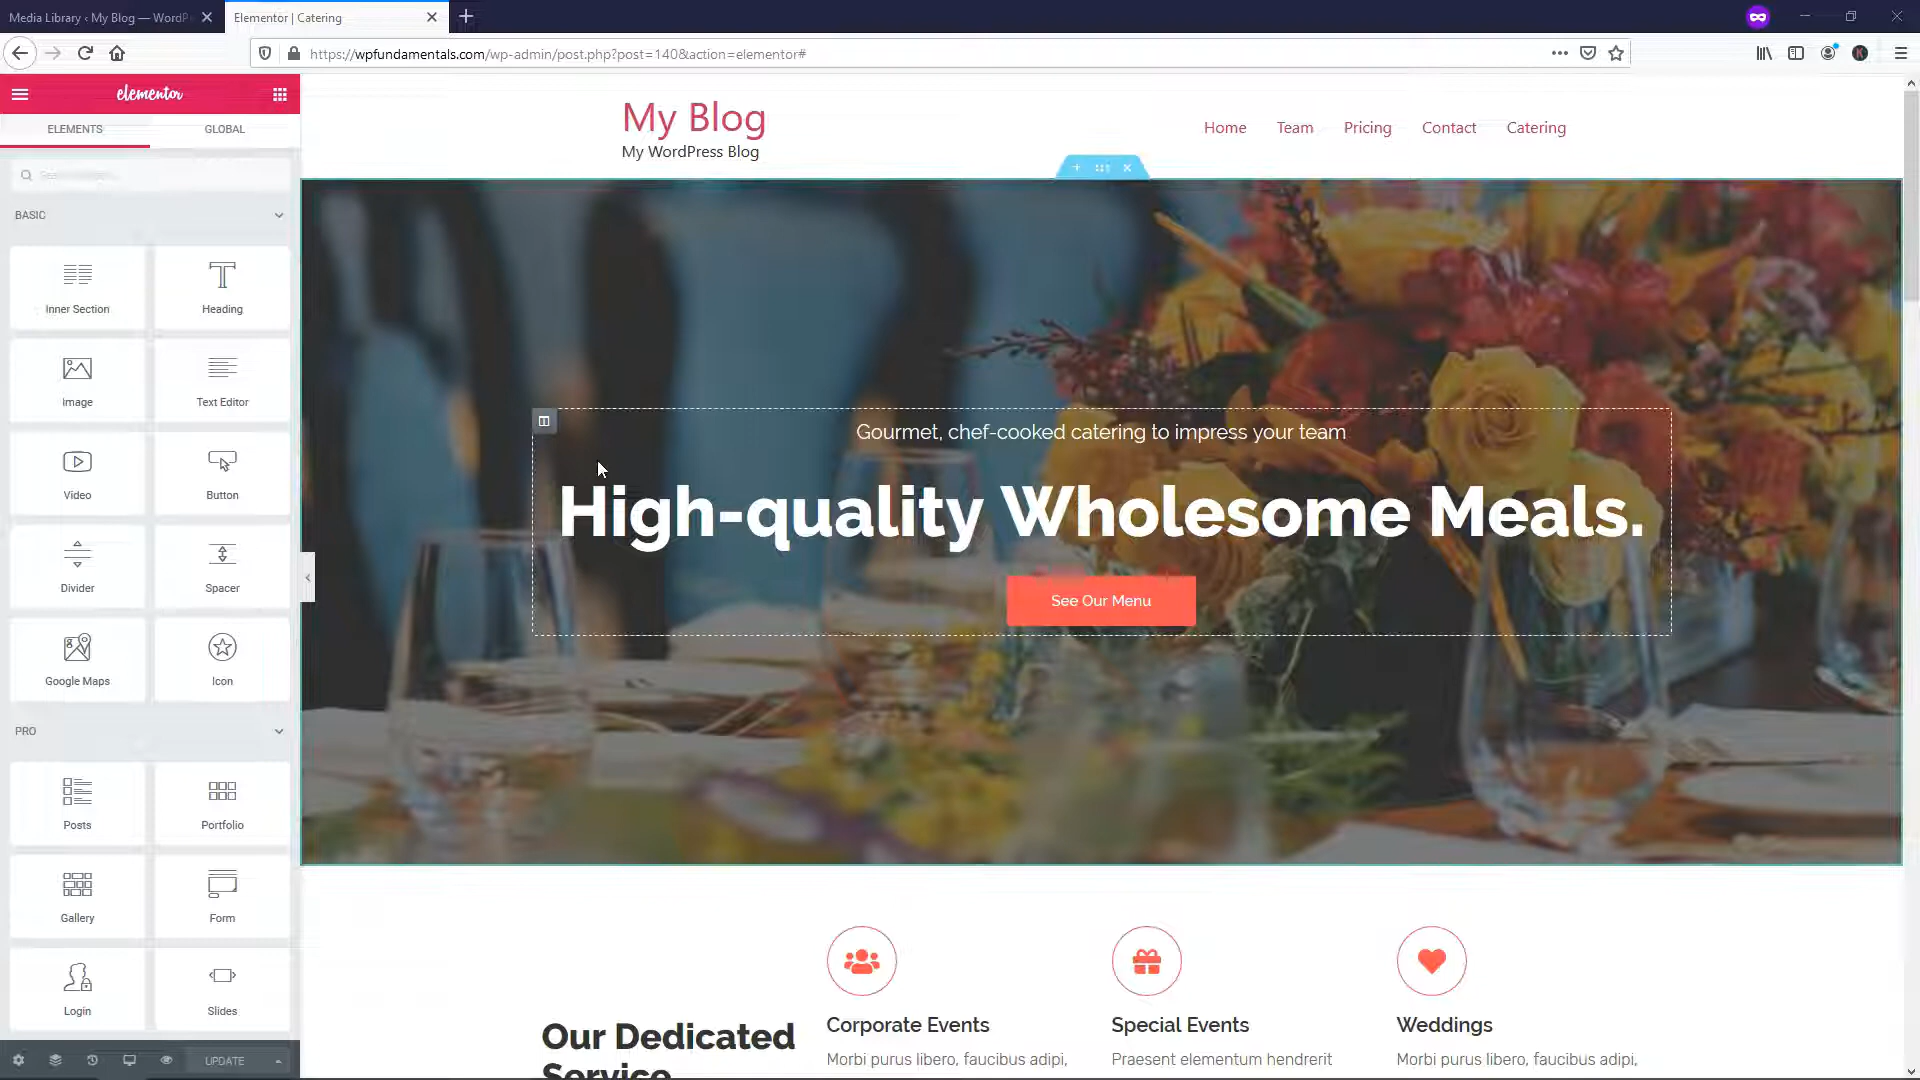 Media Library ‹ My Blog — WordP
Elementor | Catering
https://wpfundamentals.com/wp-admin/post.php?post=140&action=elementor#
elementor
ELEMENTS
GLOBAL
BASIC
Inner Section
Heading
Image
Text Editor
Video
Button
Divider
Spacer
Google Maps
Icon
PRO
Posts
Portfolio
Gallery
Form
Login
Slides
UPDATE
My Blog
My WordPress Blog
Home
Team
Pricing
Contact
Catering
Gourmet, chef-cooked catering to impress your team
High-quality Wholesome Meals.
See Our Menu
Our Dedicated
Service
Corporate Events
Morbi purus libero, faucibus adipi,
Special Events
Praesent elementum hendrerit
Weddings
Morbi purus libero, faucibus adipi,